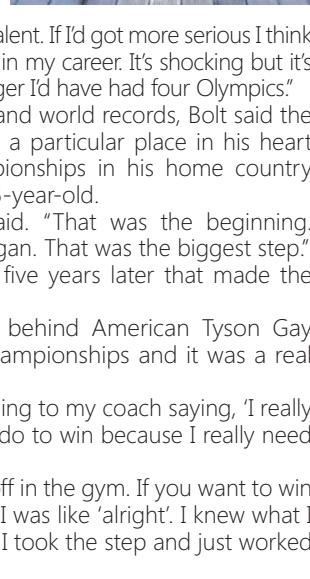 alent. If I'd got more serious I think
in my career. It's shocking but it's
ger I'd have had four Olympics."
and world records, Bolt said the
a particular place in his heart
pionships in his home country
-year-old.
aid. "That was the beginning.
gan. That was the biggest step."
five years later that made the
behind American Tyson Gay
ampionships and it was a real
ing to my coach saying, 'I really
do to win because I really need
off in the gym. If you want to win
I was like 'alright'. I knew what I
I took the step and just worked